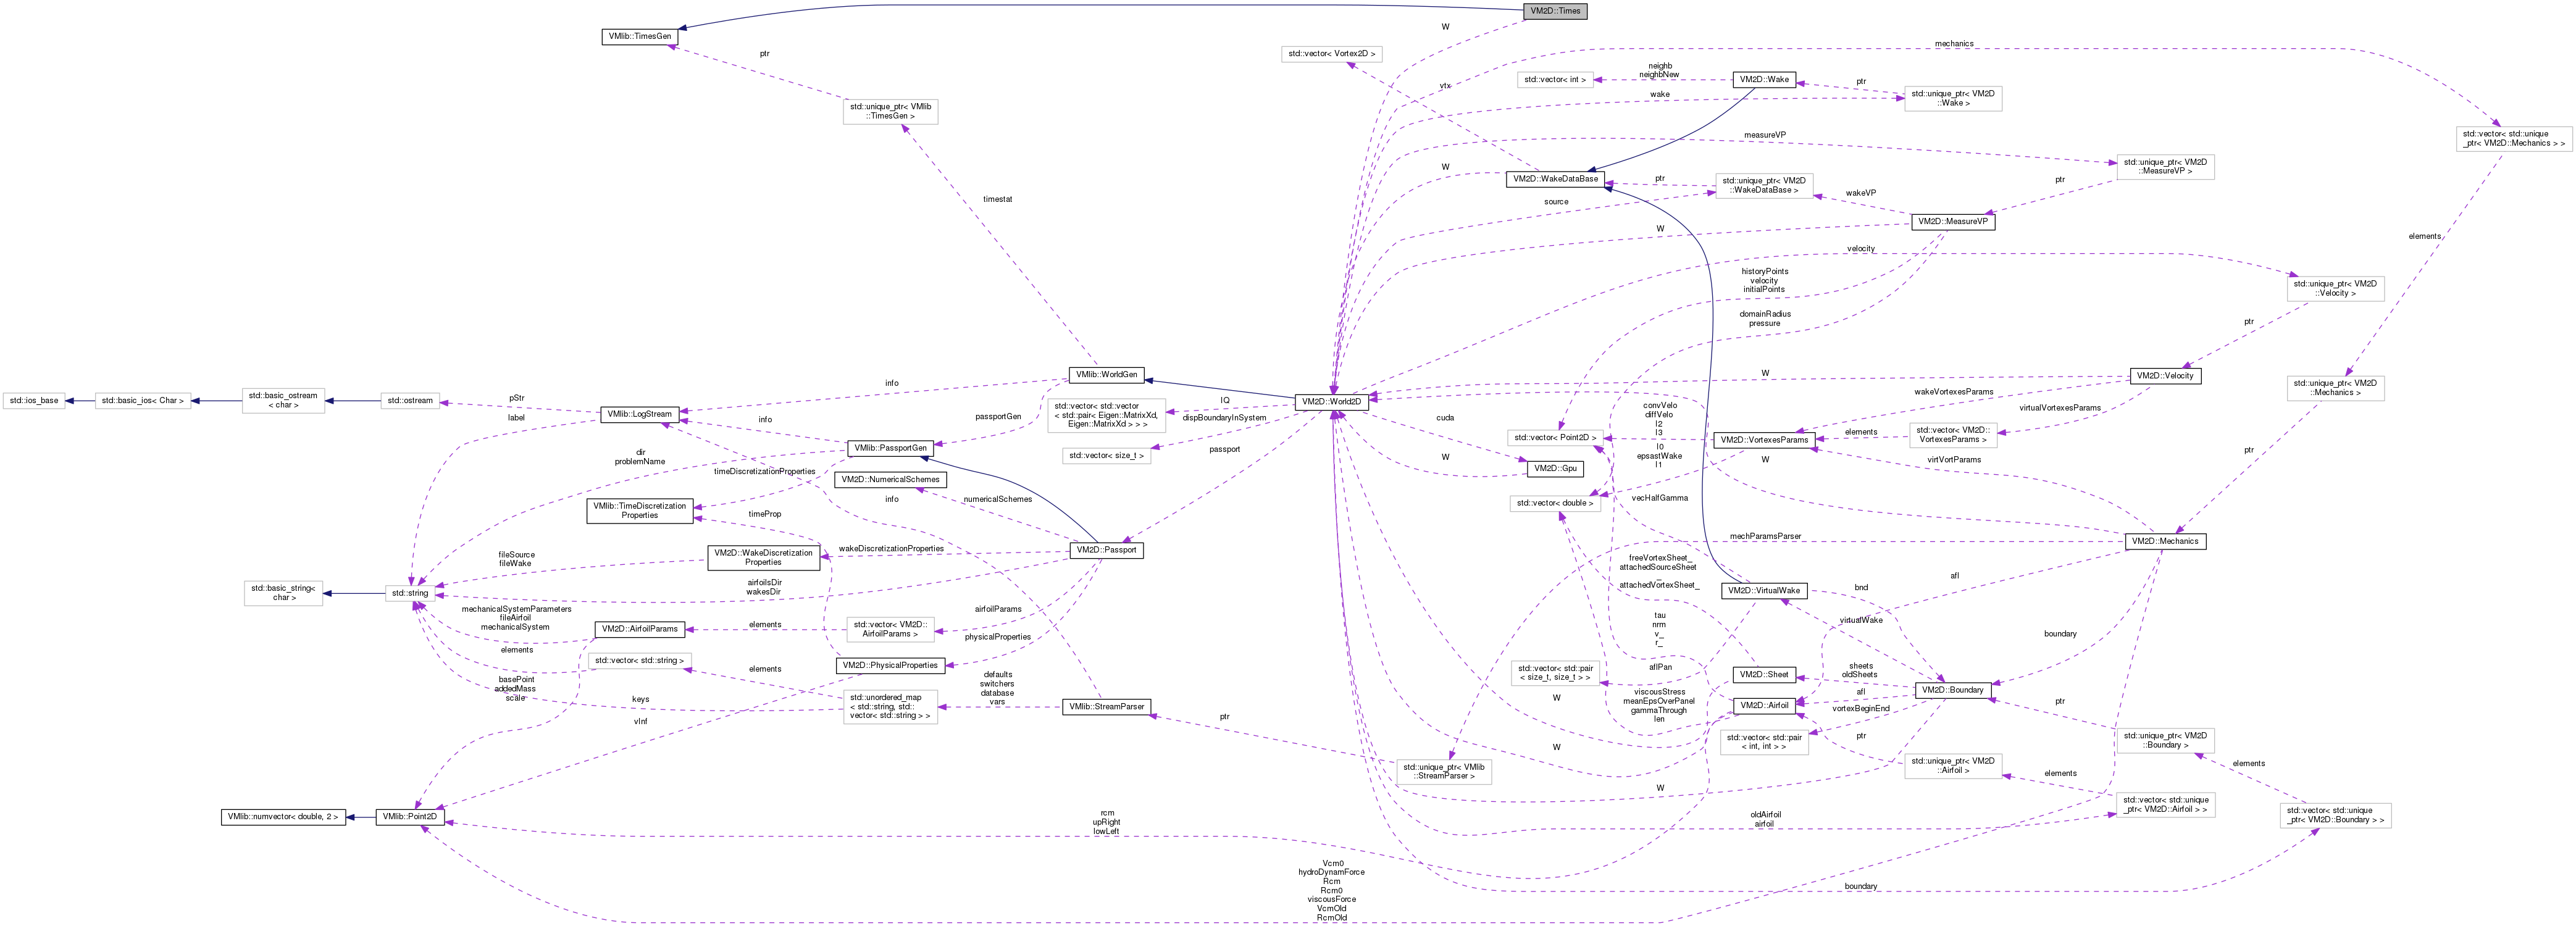 VM2D::Times
VMlib::TimesGen
W
mechanics
ptr
std::vector< Vortex2D >
neighb
neighbNew
std::vector< int >
VM2D::Wake
ptr
std::unique_ptr< VM2D
::Wake >
vtx
wake
std::unique_ptr< VMlib
::TimesGen >
std::vector< std::unique
_ptr< VM2D::Mechanics > >
measureVP
std::unique_ptr< VM2D
::MeasureVP >
W
VM2D::WakeDataBase
ptr
std::unique_ptr< VM2D
::WakeDataBase >
wakeVP
ptr
timestat
source
VM2D::MeasureVP
W
elements
velocity
historyPoints
velocity
initialPoints
std::unique_ptr< VM2D
::Velocity >
domainRadius
pressure
ptr
VMlib::WorldGen
info
W
VM2D::Velocity
std::unique_ptr< VM2D
::Mechanics >
std::ios_base
std::basic_ios< Char >
std::basic_ostream
< char >
std::ostream
pStr
VMlib::LogStream
label
passportGen
info
VM2D::World2D
IQ
std::vector< std::vector
< std::pair< Eigen::MatrixXd,
Eigen::MatrixXd > > >
dispBoundaryInSystem
std::vector< size_t >
cuda
passport
W
VM2D::Gpu
convVelo
diffVelo
I2
I3
I0
epsastWake
I1
std::vector< Point2D >
wakeVortexesParams
virtualVortexesParams
VM2D::VortexesParams
elements
std::vector< VM2D::
VortexesParams >
virtVortParams
W
ptr
VMlib::PassportGen
dir
problemName
timeDiscretizationProperties
VM2D::NumericalSchemes
numericalSchemes
info
VMlib::TimeDiscretization
Properties
timeProp
std::vector< double >
vecHalfGamma
mechParamsParser
VM2D::Mechanics
VM2D::Passport
VM2D::WakeDiscretization
Properties
wakeDiscretizationProperties
fileSource
fileWake
airfoilsDir
wakesDir
std::basic_string<
char >
std::string
freeVortexSheet_
attachedSourceSheet
_
attachedVortexSheet_
VM2D::VirtualWake
bnd
afl
mechanicalSystemParameters
fileAirfoil
mechanicalSystem
VM2D::AirfoilParams
elements
std::vector< VM2D::
AirfoilParams >
airfoilParams
physicalProperties
tau
nrm
v_
r_
virtualWake
boundary
elements
std::vector< std::string >
VM2D::PhysicalProperties
elements
aflPan
std::vector< std::pair
< size_t, size_t > >
VM2D::Sheet
sheets
oldSheets
VM2D::Boundary
basePoint
addedMass
scale
keys
std::unordered_map
< std::string, std::
vector< std::string > >
defaults
switchers
database
vars
VMlib::StreamParser
viscousStress
meanEpsOverPanel
gammaThrough
len
W
VM2D::Airfoil
afl
vortexBeginEnd
ptr
vInf
ptr
std::vector< std::pair
< int, int > >
ptr
std::unique_ptr< VM2D
::Boundary >
W
std::unique_ptr< VMlib
::StreamParser >
std::unique_ptr< VM2D
::Airfoil >
elements
elements
W
VMlib::numvector< double, 2 >
VMlib::Point2D
rcm
upRight
lowLeft
oldAirfoil
airfoil
std::vector< std::unique
_ptr< VM2D::Airfoil > >
std::vector< std::unique
_ptr< VM2D::Boundary > >
Vcm0
hydroDynamForce
Rcm
Rcm0
viscousForce
VcmOld
RcmOld
boundary